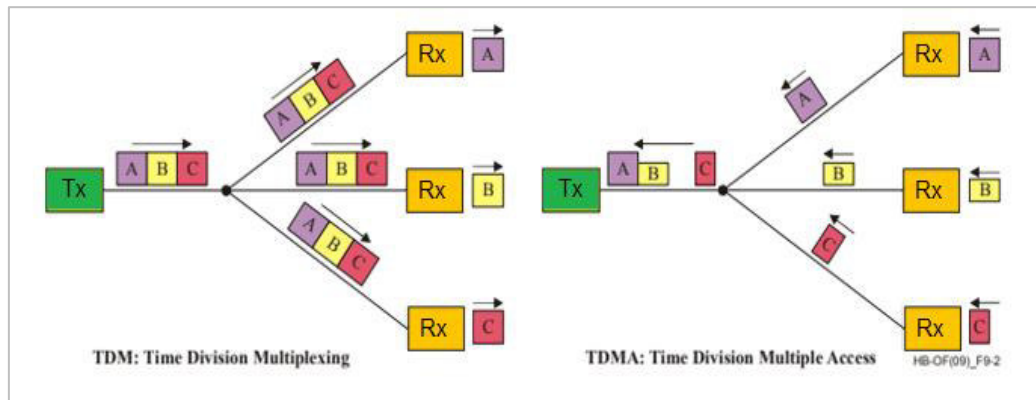 Rx A
A B C
A B C
A B C
Tx
Rx B
A B C
Rx C
TDM: Time Division Multiplexing
Rx A
A
A B C
B
Tx
Rx B
C
Rx C
TDMA: Time Division Multiple Access
HB-OF(09)_F9-2